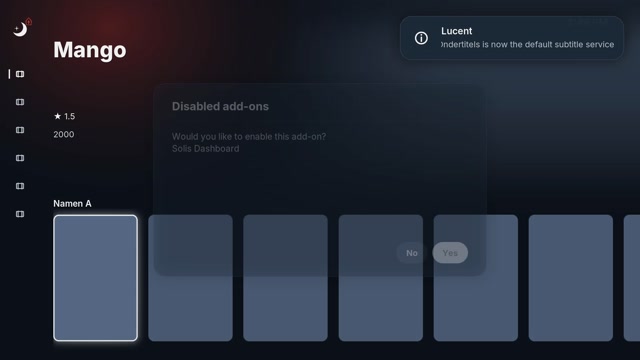 Lucent
Ondertitels is now the default subtitle service
Mango
Disabled add-ons
★ 1.5
2000
Would you like to enable this add-on?
Solis Dashboard
Namen A
No
Yes